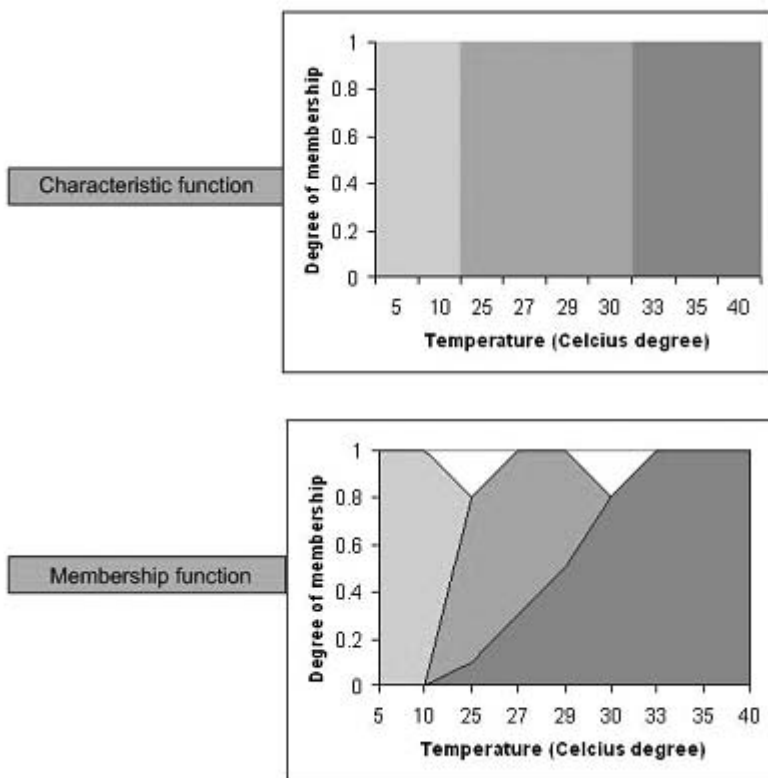 Characteristic function
Degree of membership
1
0.8
0.6
0.4
0.2
0
5 10 25 27 29 30 33 35 40
Temperature (Celcius degree)
Membership function
Degree of membership
1
0.8
0.6
0.4
0.2
0
5 10 25 27 29 30 33 35 40
Temperature (Celcius degree)